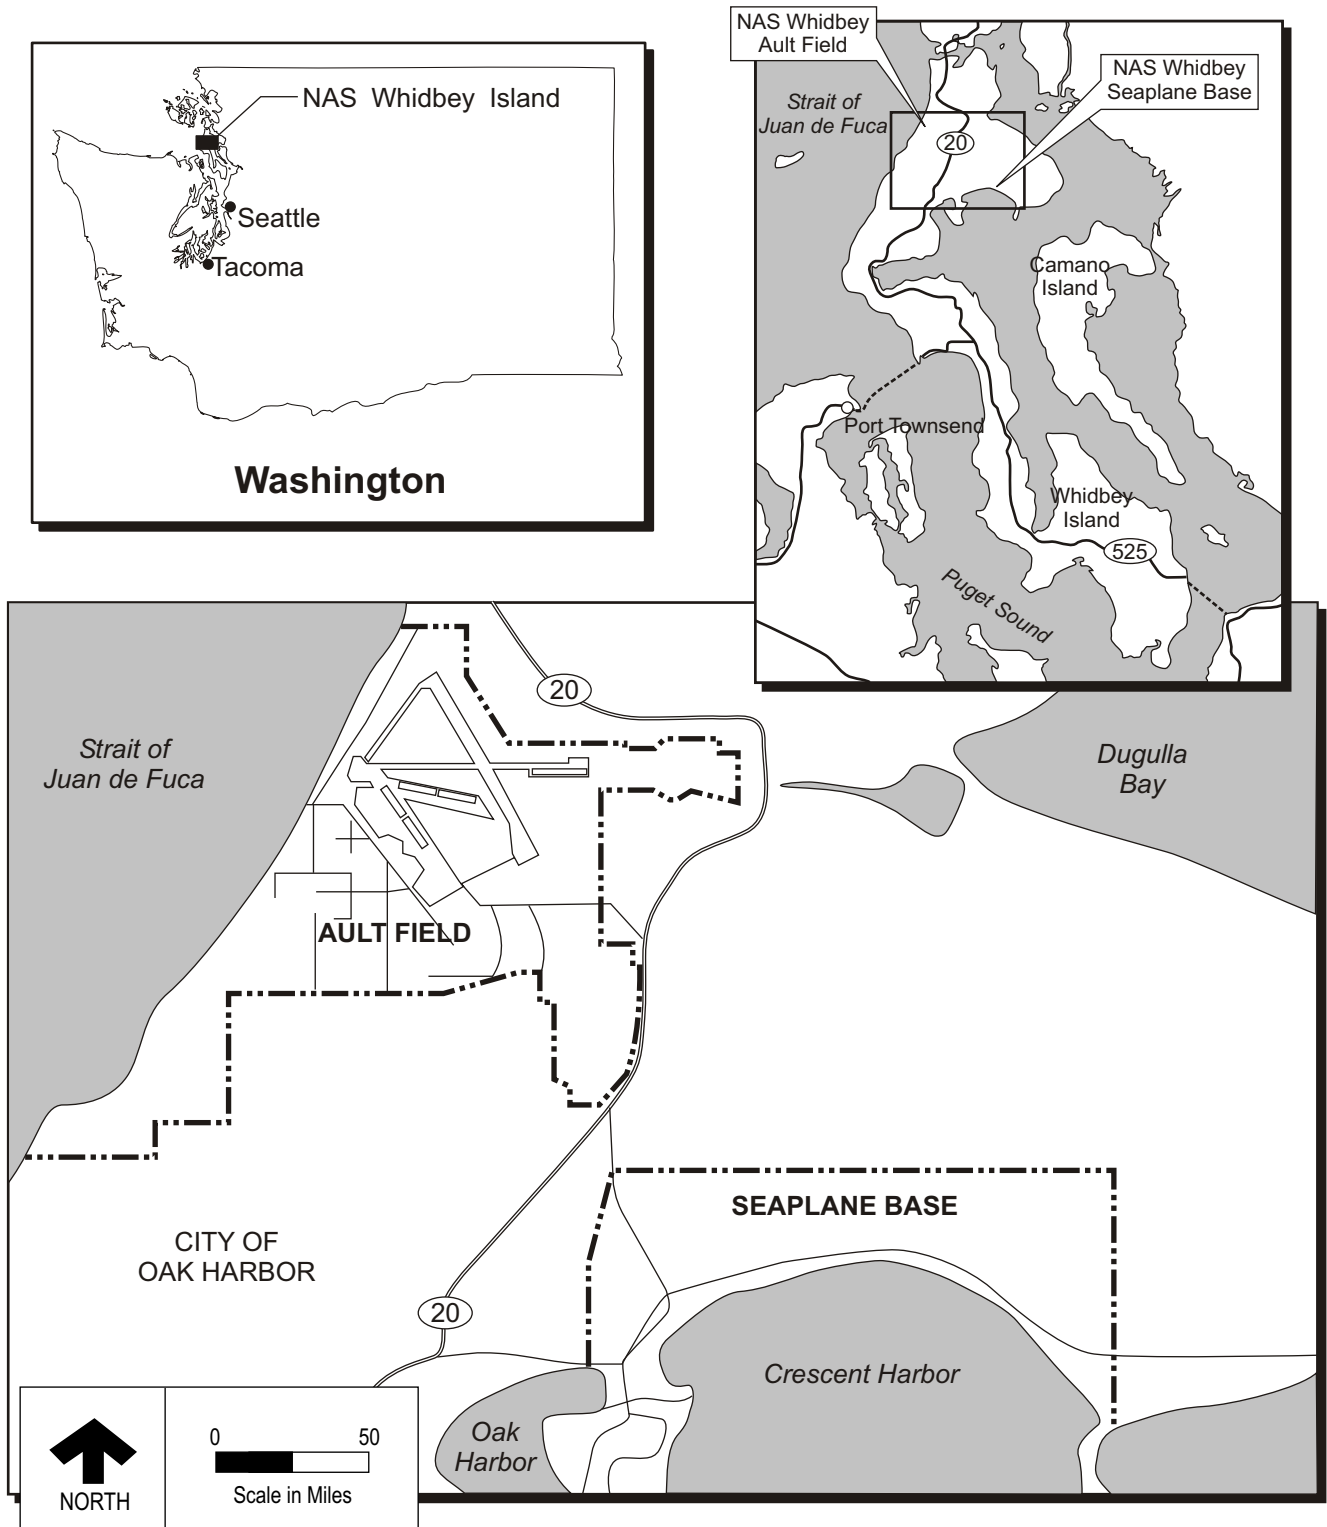 NAS Whidbey Island
Seattle
Tacoma
Washington
NAS Whidbey
Ault Field
NAS Whidbey
Seaplane Base
Strait of
Juan de Fuca
20
Camano
Island
Port Townsend
Whidbey
Island
525
Puget Sound
20
Strait of
Juan de Fuca
Dugulla
Bay
AULT FIELD
SEAPLANE BASE
CITY OF
OAK HARBOR
20
Crescent Harbor
Oak
Harbor
0 50
Scale in Miles
NORTH